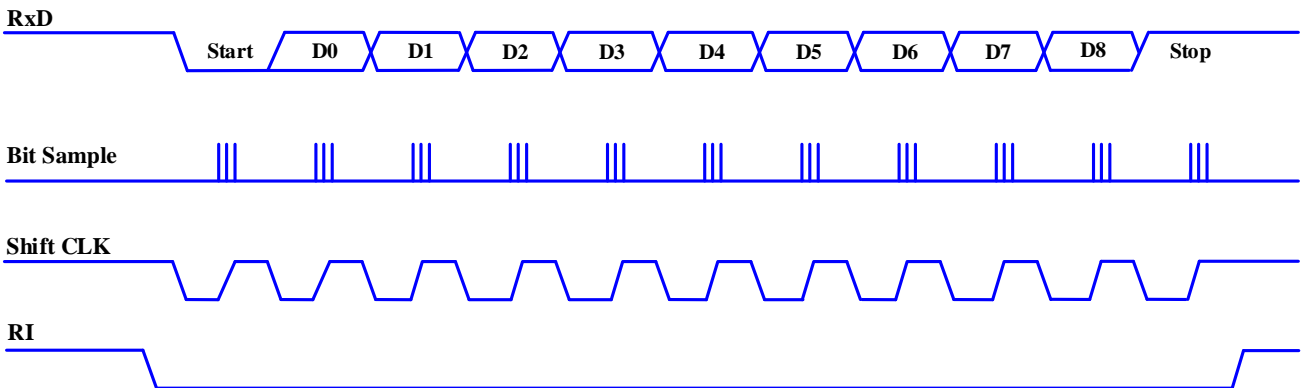 RxD
Start D0 D1 D2 D3 D4 D5 D6 D7 D8 Stop
Bit Sample
Shift CLK
RI